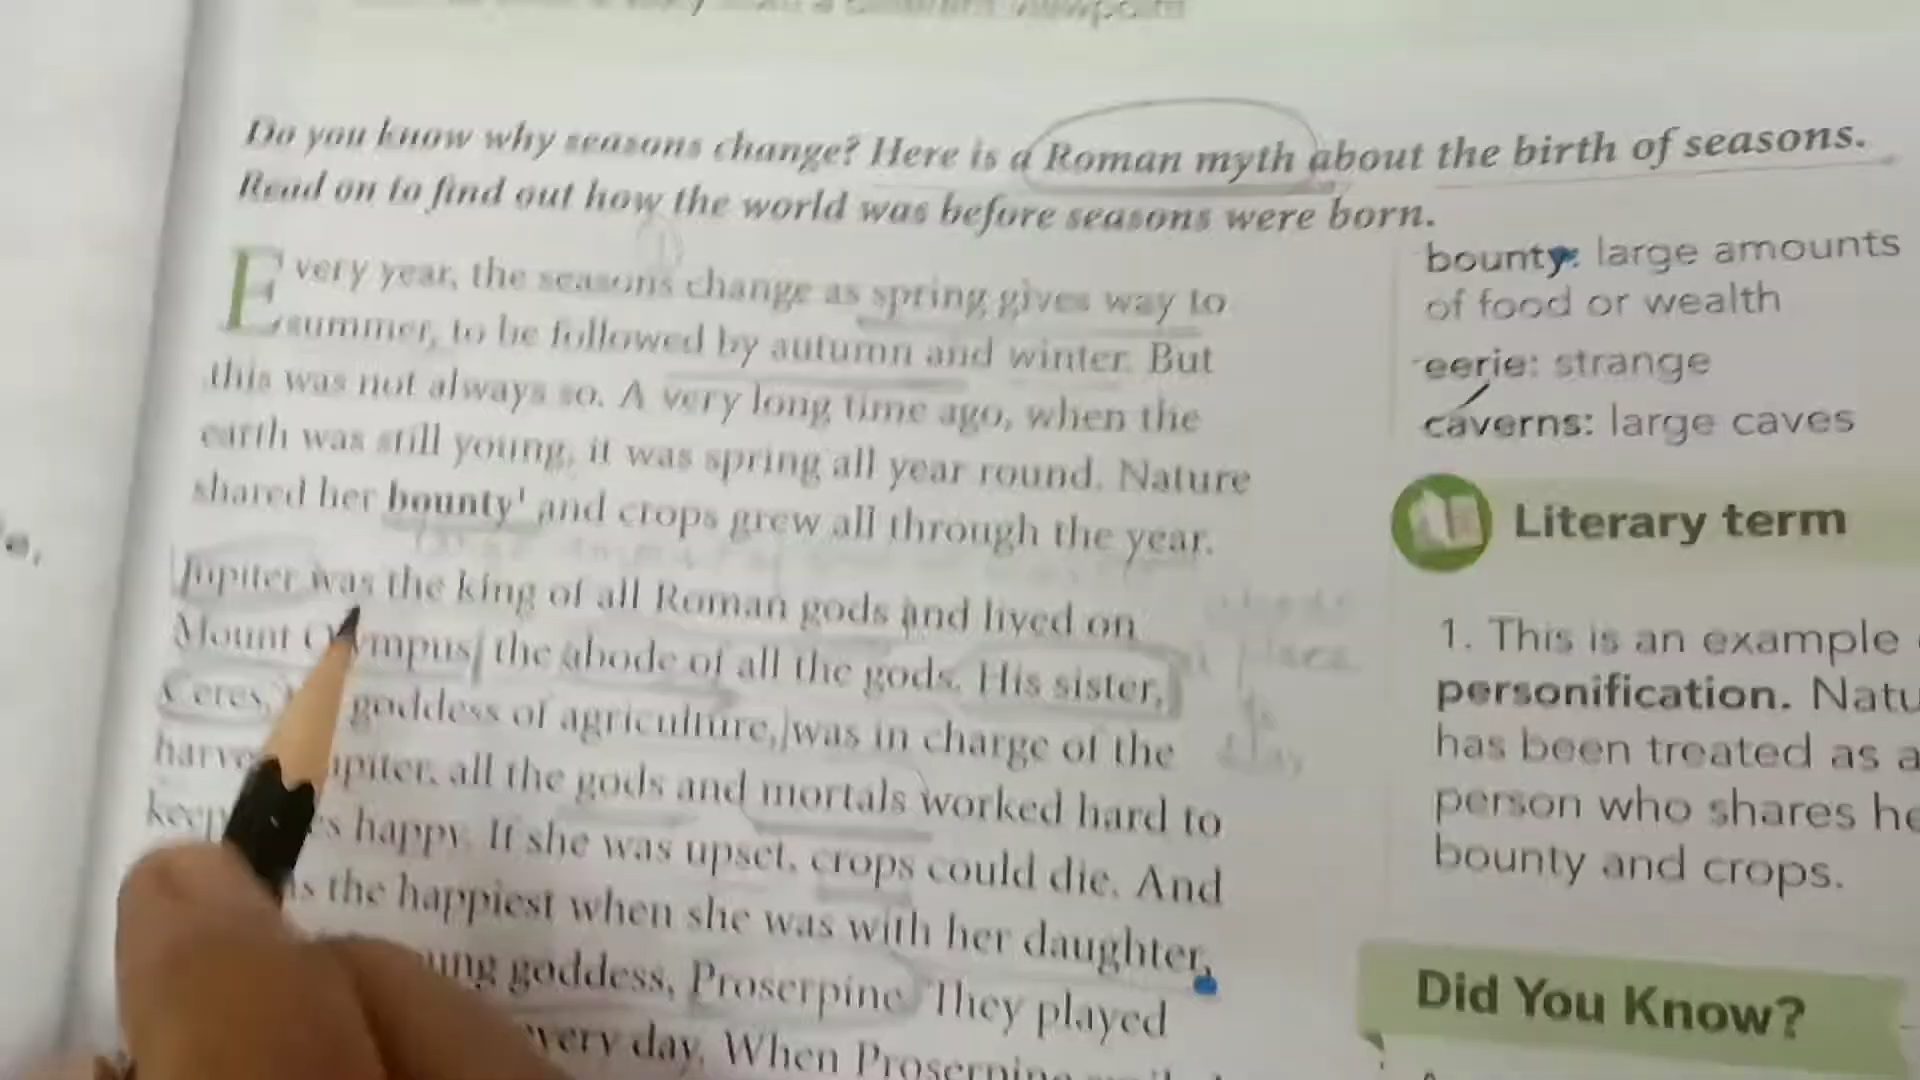 Do you know why seasons change? Here is a Roman myth about the birth of seasons.
Read on to find out how the world was before seasons were born.
Every year, the seasons change as spring gives way to
summer, to be followed by autumn and winter. But
this was not always so. A very long time ago, when the
earth was still young, it was spring all year round. Nature
shared her bounty¹ and crops grew all through the year.
Jupiter was the king of all Roman gods and lived on
Mount Olympus, the abode of all the gods. His sister,
Ceres, goddess of agriculture, was in charge of the
all the gods and mortals worked hard to
keep happy. If she was upset, crops could die. And
the happiest when she was with her daughter,
goddess, Proserpine. They played
every day. When Proserpine
bounty: large amounts
of food or wealth
eerie: strange
caverns: large caves
Literary term
1. This is an example
personification.
has been treated as a
person who shares
bounty and crops.
Did You Know?